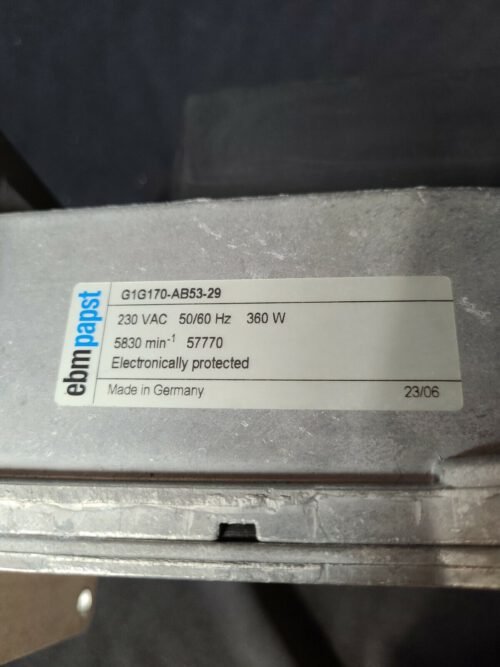 ebmpapst
G1G170-AB53-29
230 VAC 50/60 Hz 360 W
5830 min⁻¹ 57770
Electronically protected
Made in Germany 23/06